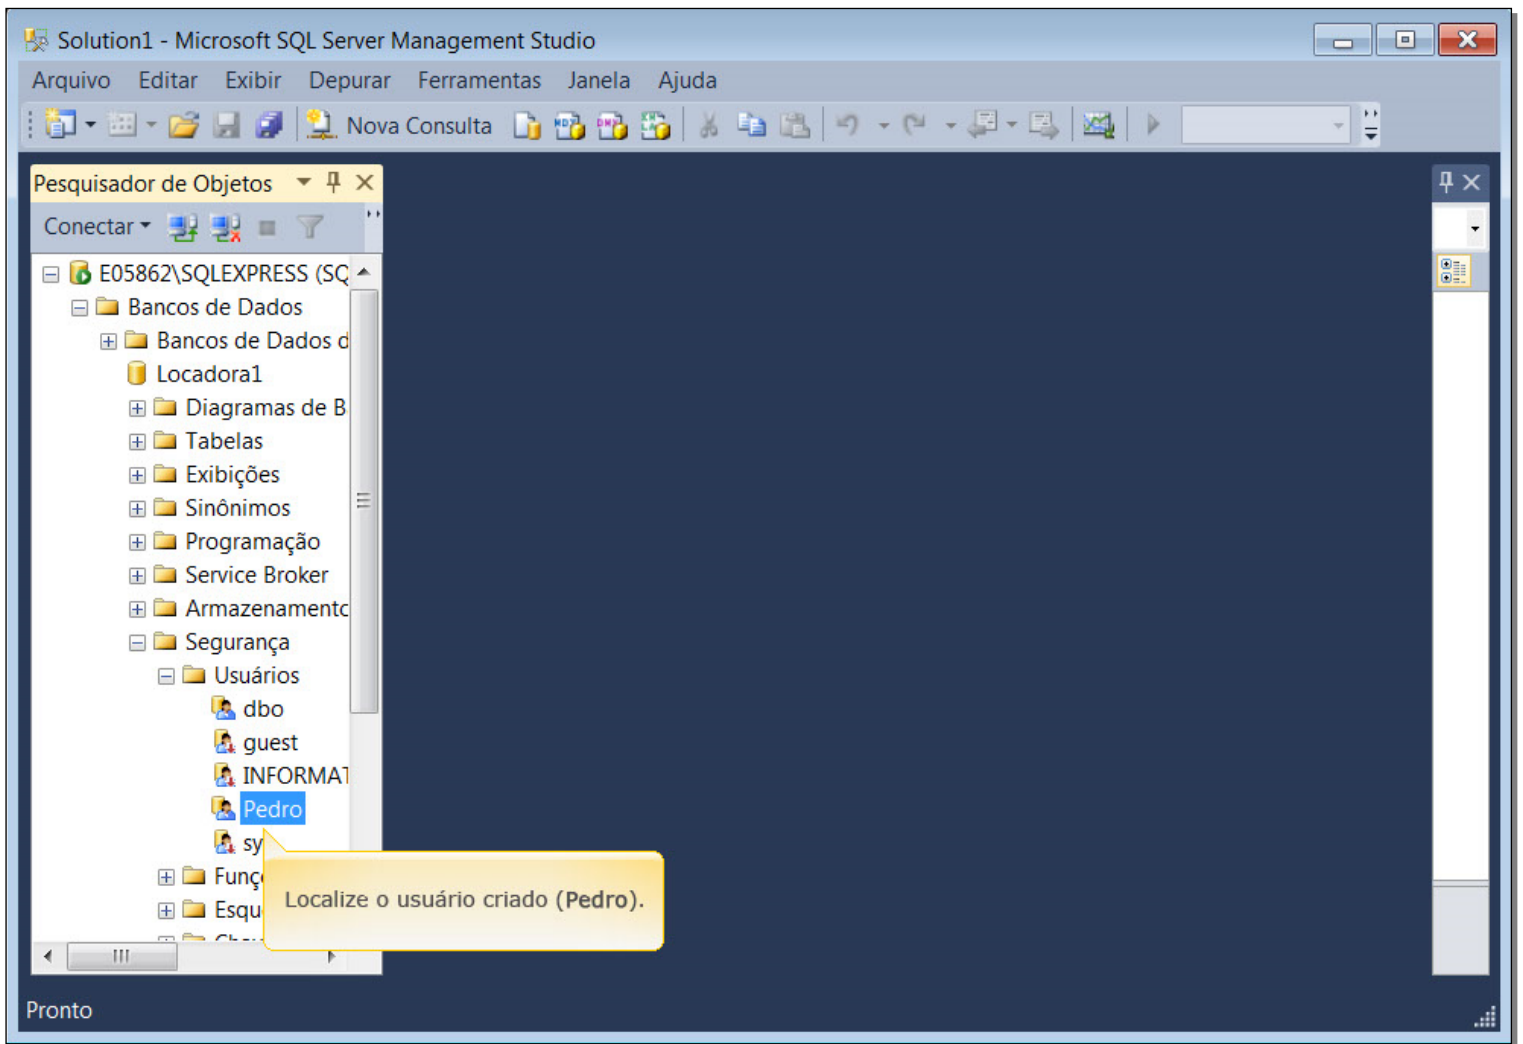 Solution1 - Microsoft SQL Server Management Studio
Arquivo Editar Exibir Depurar Ferramentas Janela Ajuda
Nova Consulta
Pesquisador de Objetos
Conectar
E05862\SQLEXPRESS (SQ
Bancos de Dados
Bancos de Dados d
Locadora1
Diagramas de B
Tabelas
Exibições
Sinônimos
Programação
Service Broker
Armazenamento
Segurança
Usuários
dbo
guest
INFORMAT
Pedro
sy
Funç
Esqu
Localize o usuário criado (Pedro).
Pronto